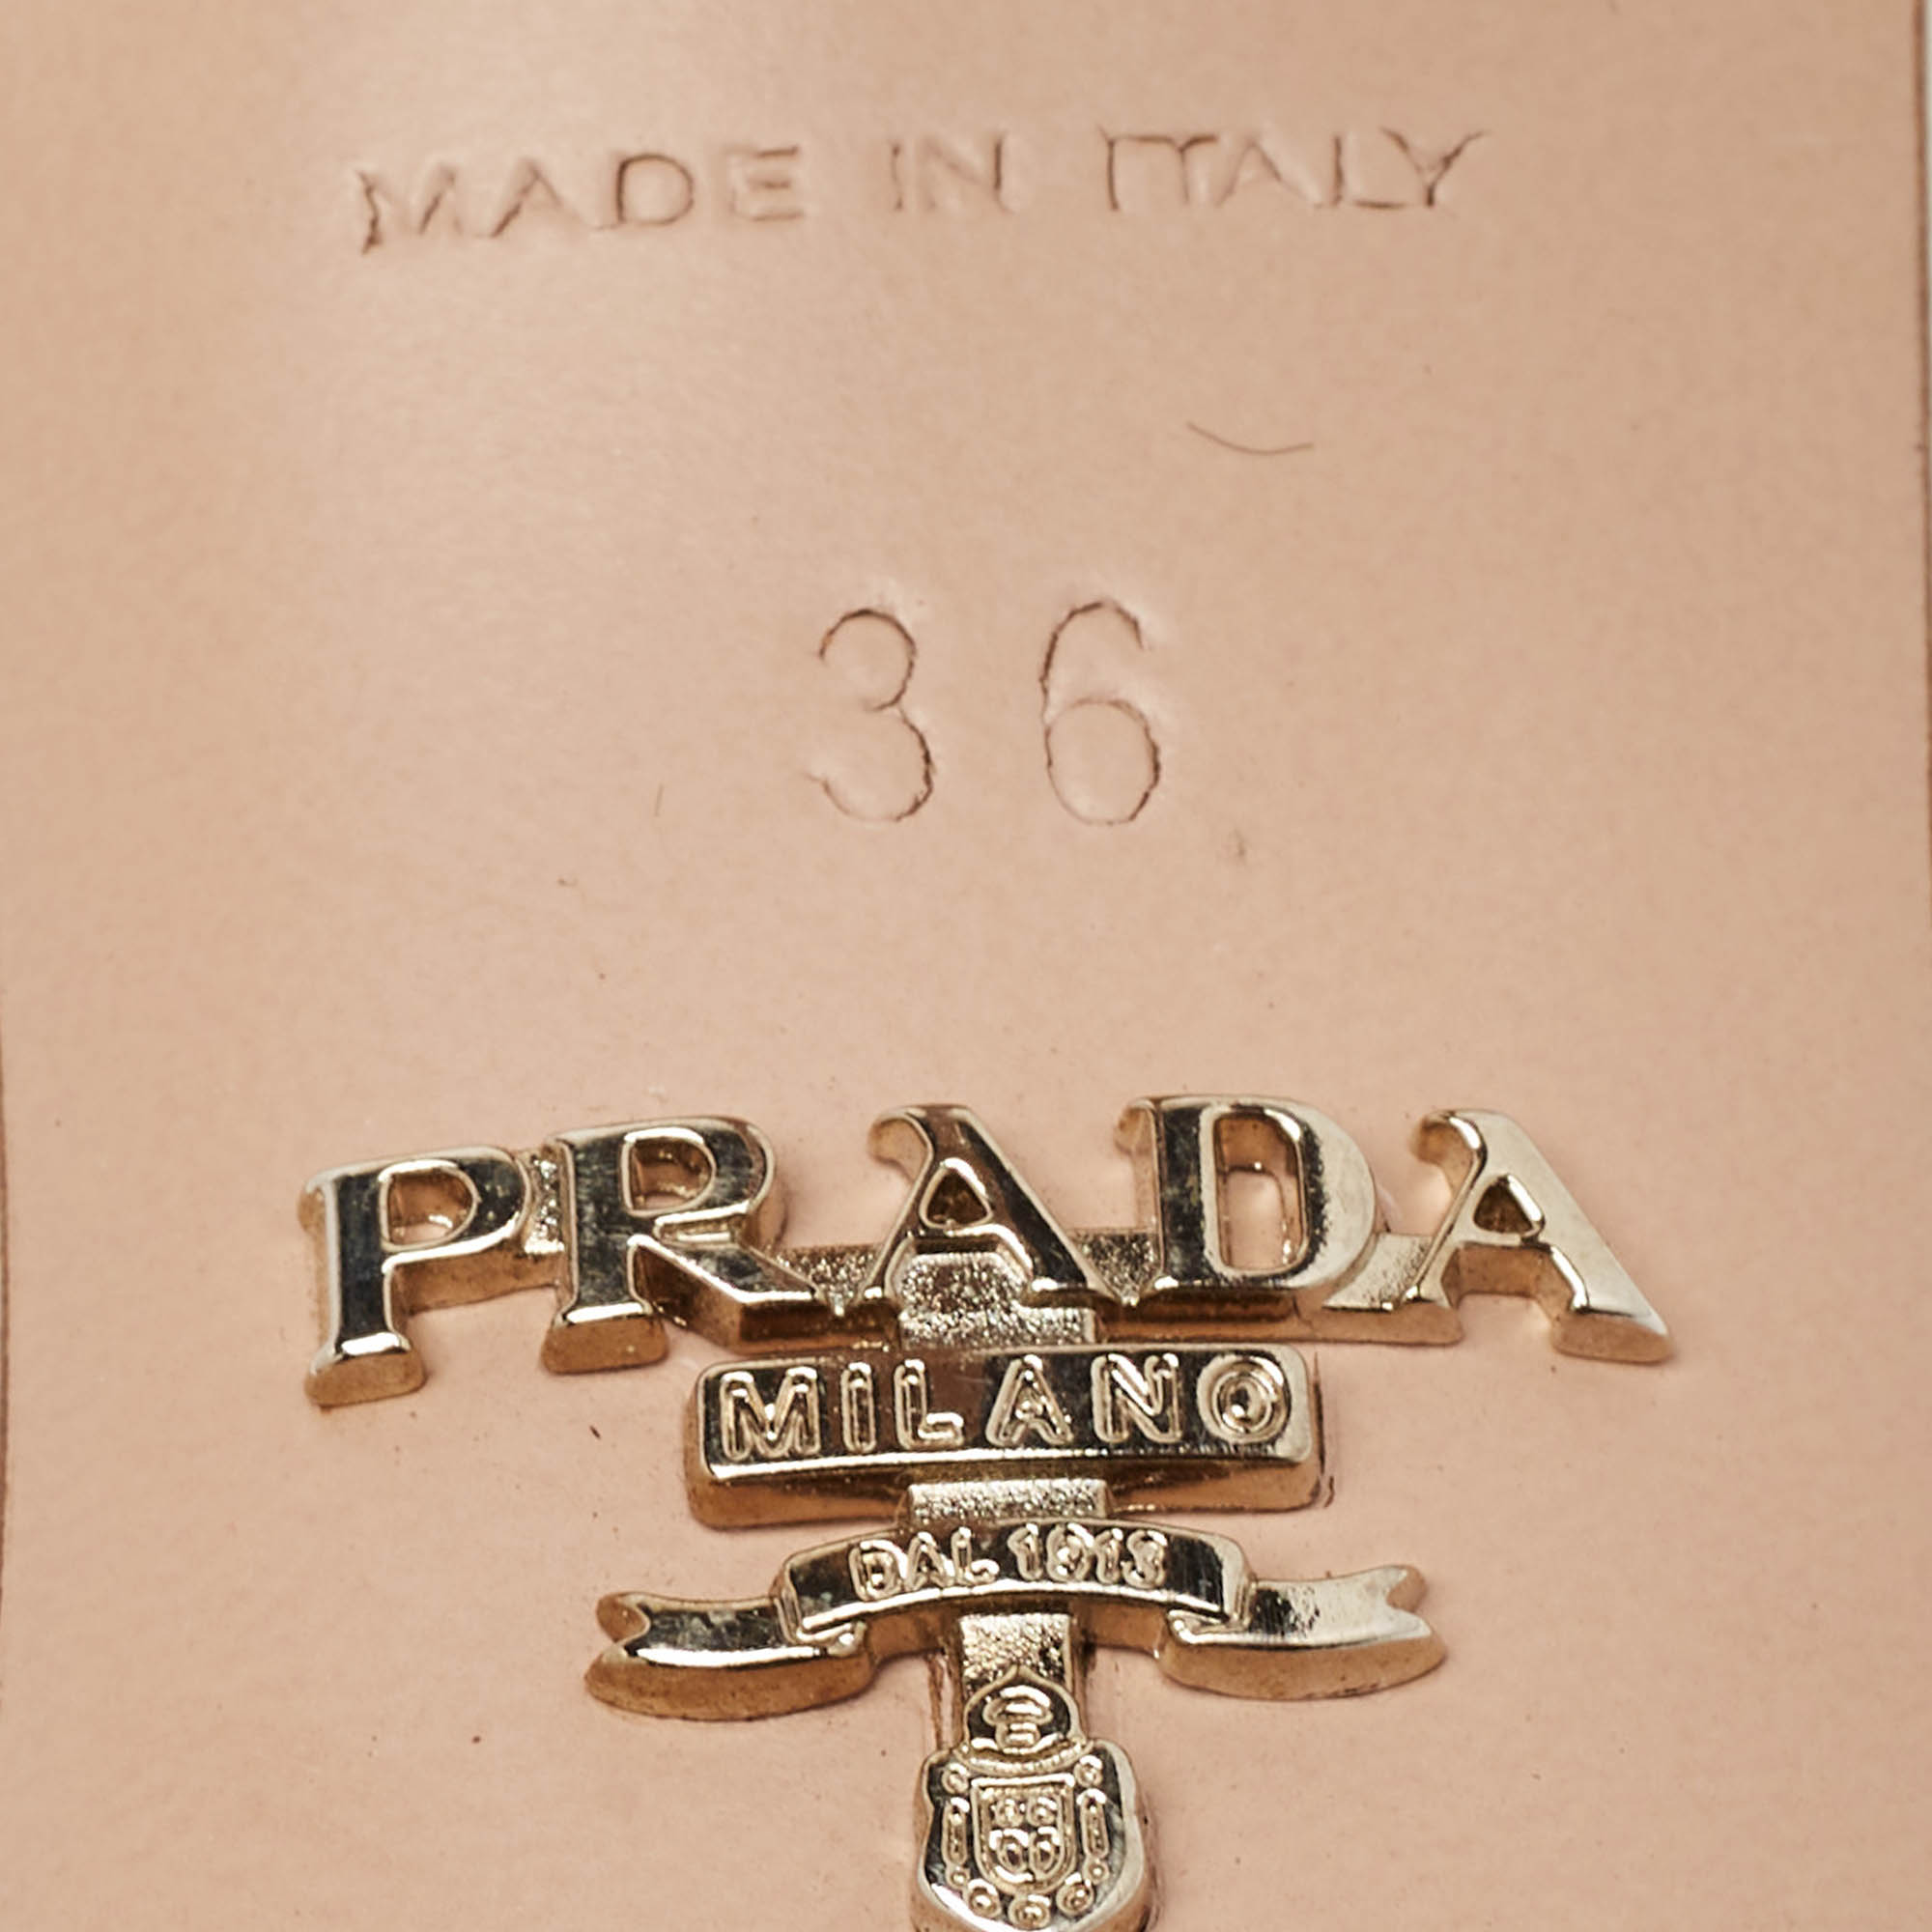 MADE IN ITALY
36
PRADA
MILANO
DAL 1913